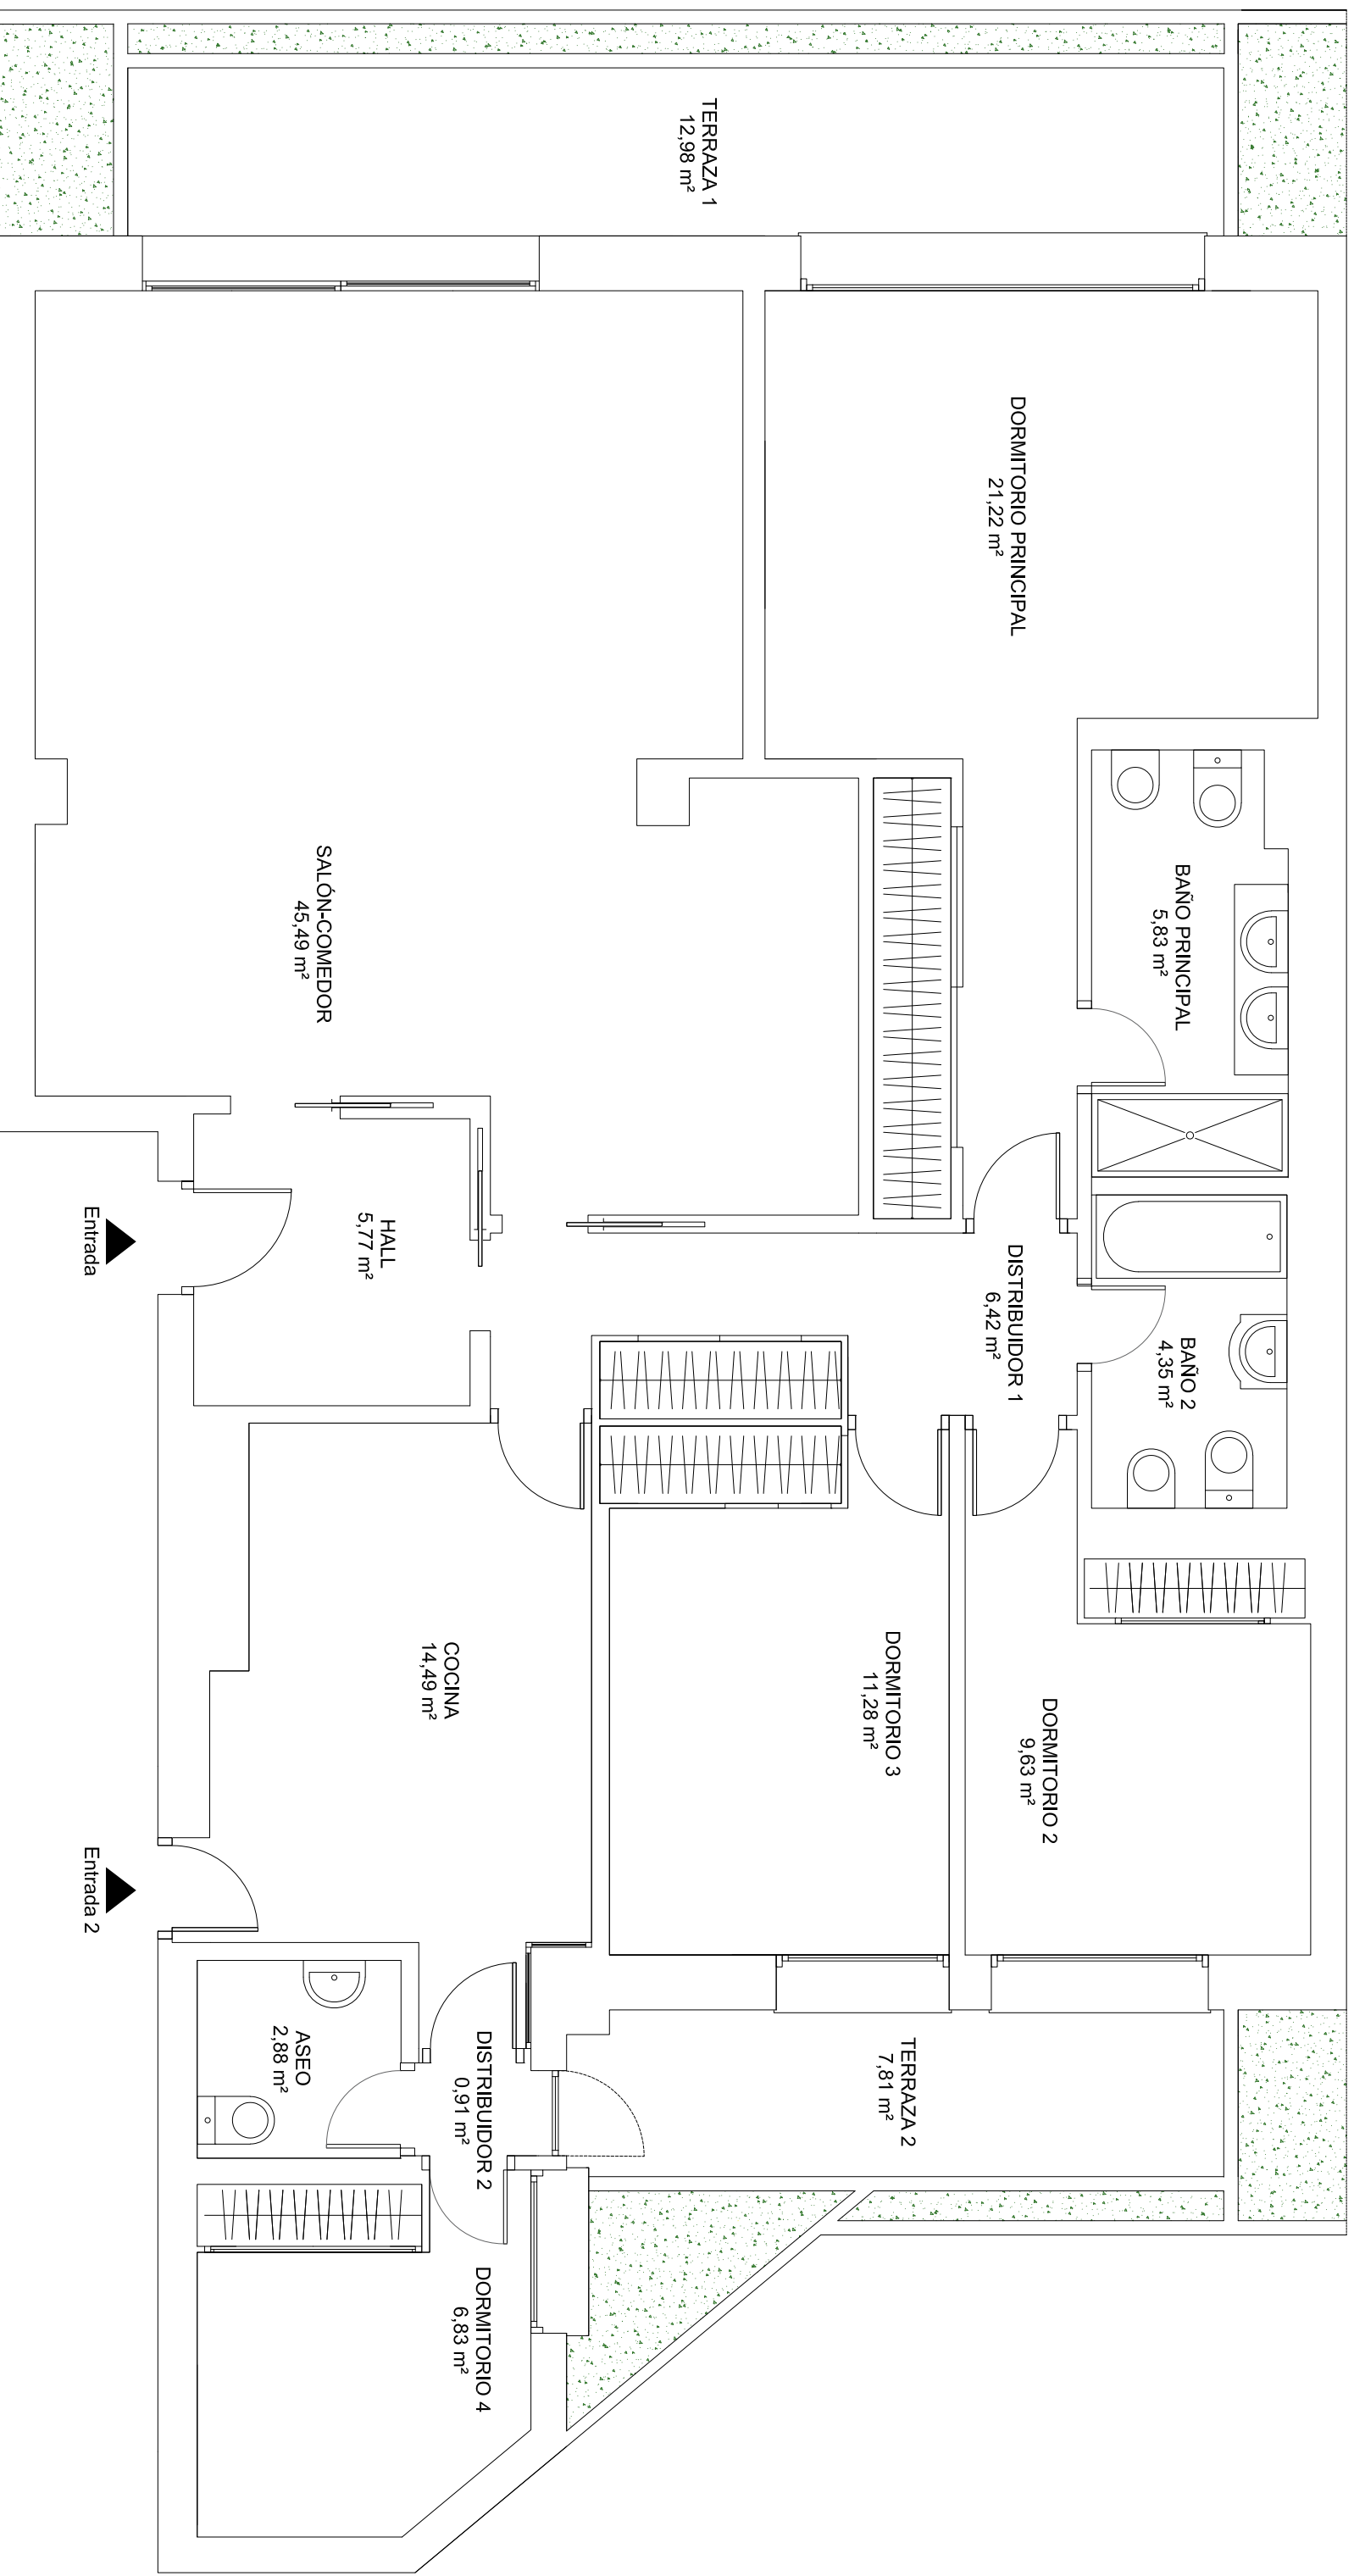 TERRAZA 1
12,98 m²
DORMITORIO PRINCIPAL
21,22 m²
BAÑO PRINCIPAL
5,83 m²
SALÓN-COMEDOR
45,49 m²
HALL
5,77 m²
Entrada
DISTRIBUIDOR 1
6,42 m²
BAÑO 2
4,35 m²
COCINA
14,49 m²
DORMITORIO 3
11,28 m²
DORMITORIO 2
9,63 m²
Entrada 2
ASEO
2,88 m²
DISTRIBUIDOR 2
0,91 m²
TERRAZA 2
7,81 m²
DORMITORIO 4
6,83 m²